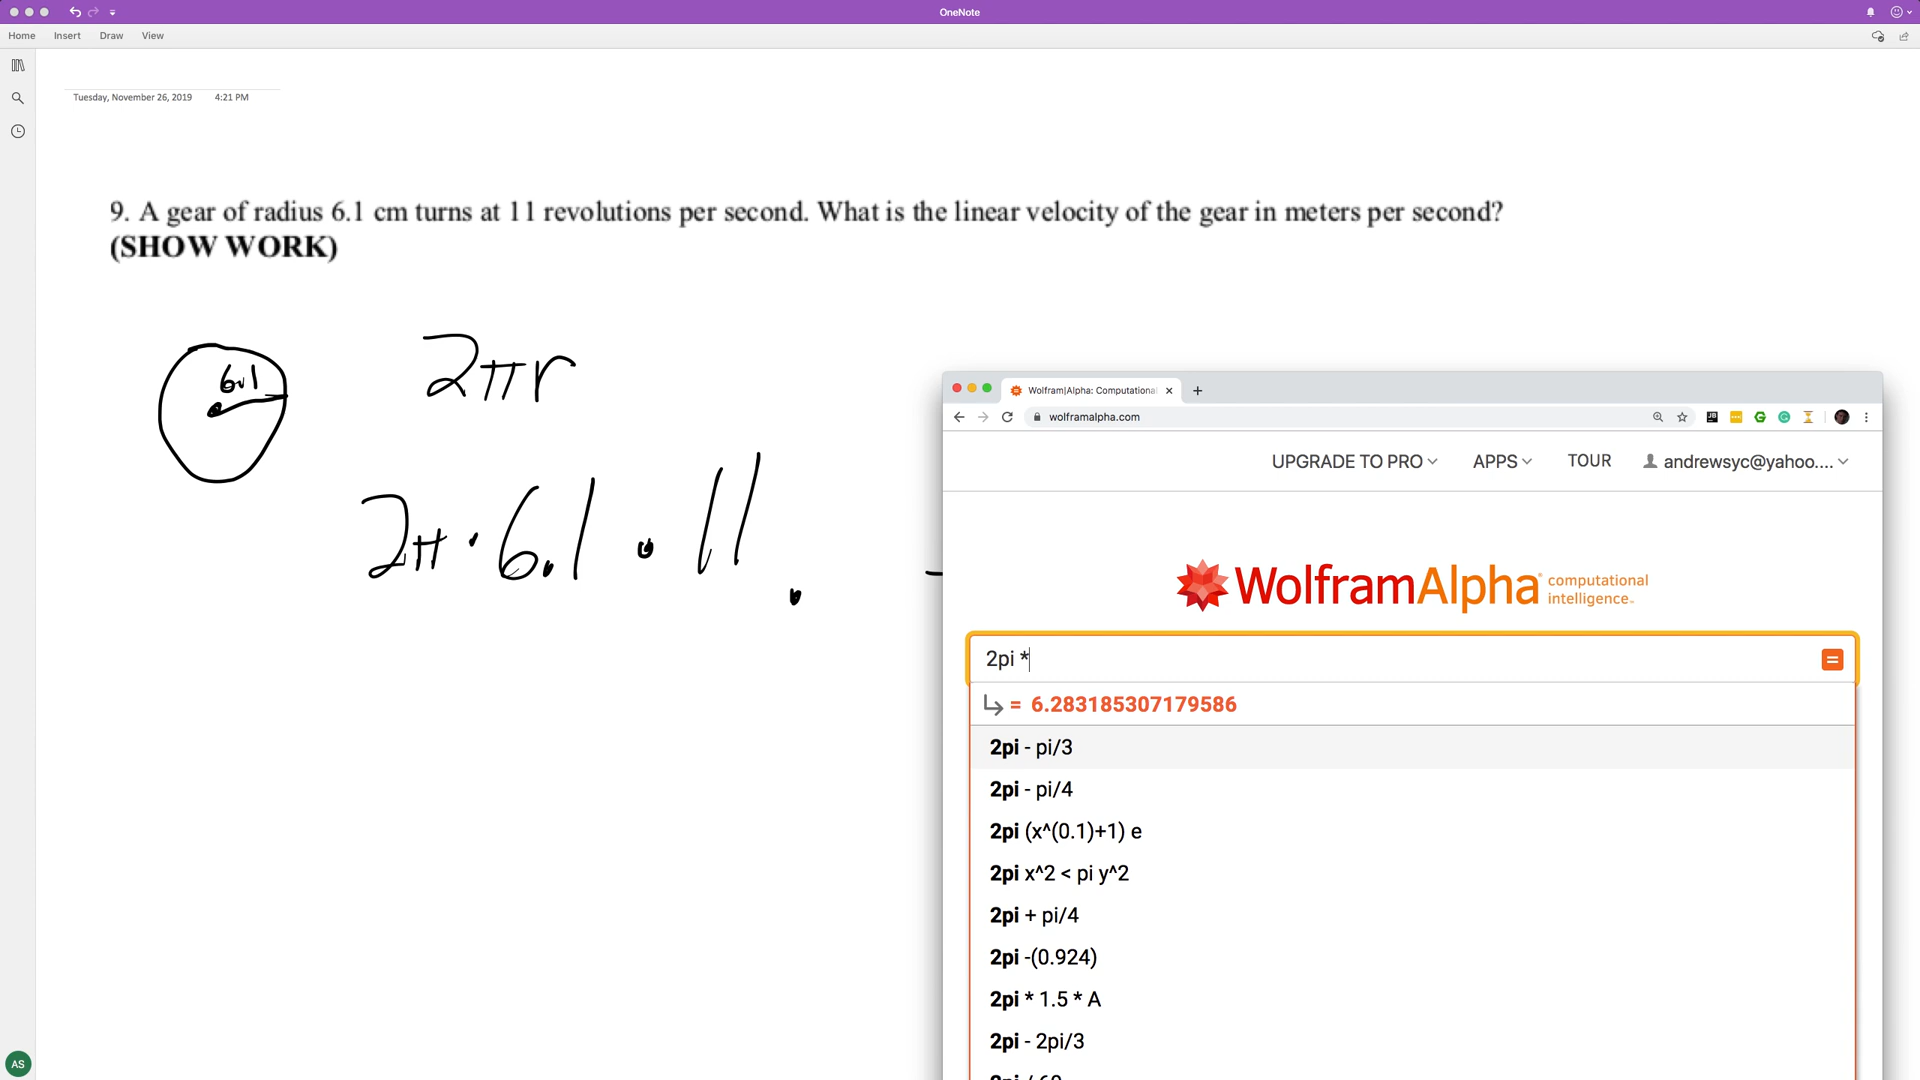 OneNote
Home Insert Draw View
Tuesday, November 26, 2019 4:21 PM
9. A gear of radius 6.1 cm turns at 11 revolutions per second. What is the linear velocity of the gear in meters per second?
(SHOW WORK)
6.1
2πr
2π · 6.1 · 11
Wolfram|Alpha: Computational
wolframalpha.com
UPGRADE TO PRO APPS TOUR andrewsyc@yahoo....
WolframAlpha computational
intelligence™
2pi *
= 6.283185307179586
2pi - pi/3
2pi - pi/4
2pi (x^(0.1)+1) e
2pi x^2 < pi y^2
2pi + pi/4
2pi -(0.924)
2pi * 1.5 * A
2pi - 2pi/3
AS